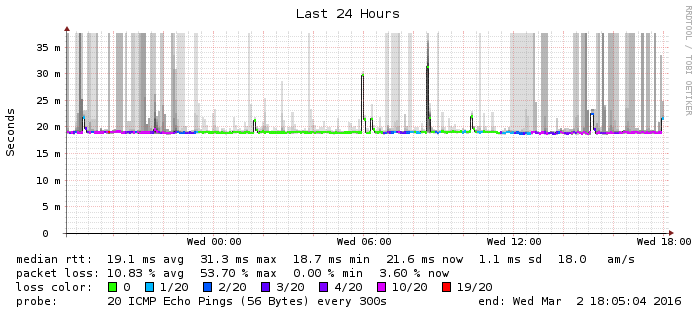 Last 24 Hours
RRDTOOL / TOBI OETIKER
Seconds
35 m
30 m
25 m
20 m
15 m
10 m
5 m
0
Wed 00:00 Wed 06:00 Wed 12:00 Wed 18:00
median rtt: 19.1 ms avg 31.3 ms max 18.7 ms min 21.6 ms now 1.1 ms sd 18.0 am/s
packet loss: 10.83 % avg 53.70 % max 0.00 % min 3.60 % now
loss color: 0 1/20 2/20 3/20 4/20 10/20 19/20
probe: 20 ICMP Echo Pings (56 Bytes) every 300s end: Wed Mar 2 18:05:04 2016